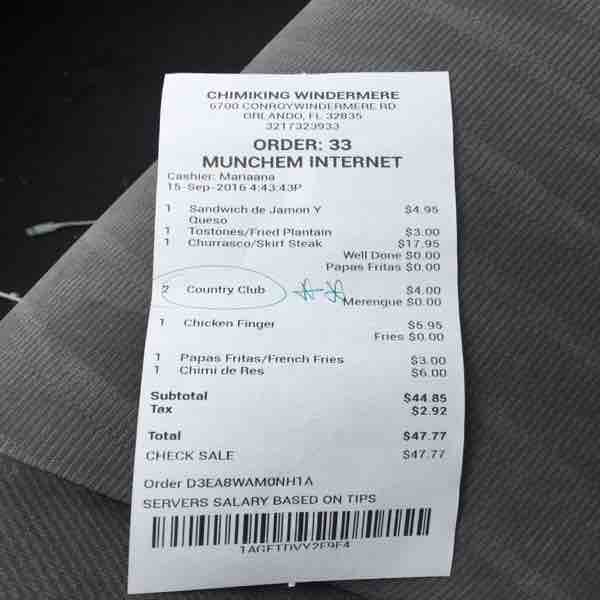 CHIMIKING WINDERMERE
6700 CONROYWINDERMERE RD
ORLANDO, FL 32835
3217323933
ORDER: 33
MUNCHEM INTERNET
Cashier: Mariaana
15-Sep-2016 4:43:43P
1 Sandwich de Jamon Y $4.95
Queso
1 Tostones/Fried Plantain $3.00
1 Churrasco/Skirt Steak $17.95
Well Done $0.00
Papas Fritas $0.00
2 Country Club $4.00
Merengue $0.00
1 Chicken Finger $5.95
Fries $0.00
1 Papas Fritas/French Fries $3.00
1 Chimi de Res $6.00
Subtotal $44.85
Tax $2.92
Total $47.77
CHECK SALE $47.77
Order D3EA8WAM0NH1A
SERVERS SALARY BASED ON TIPS